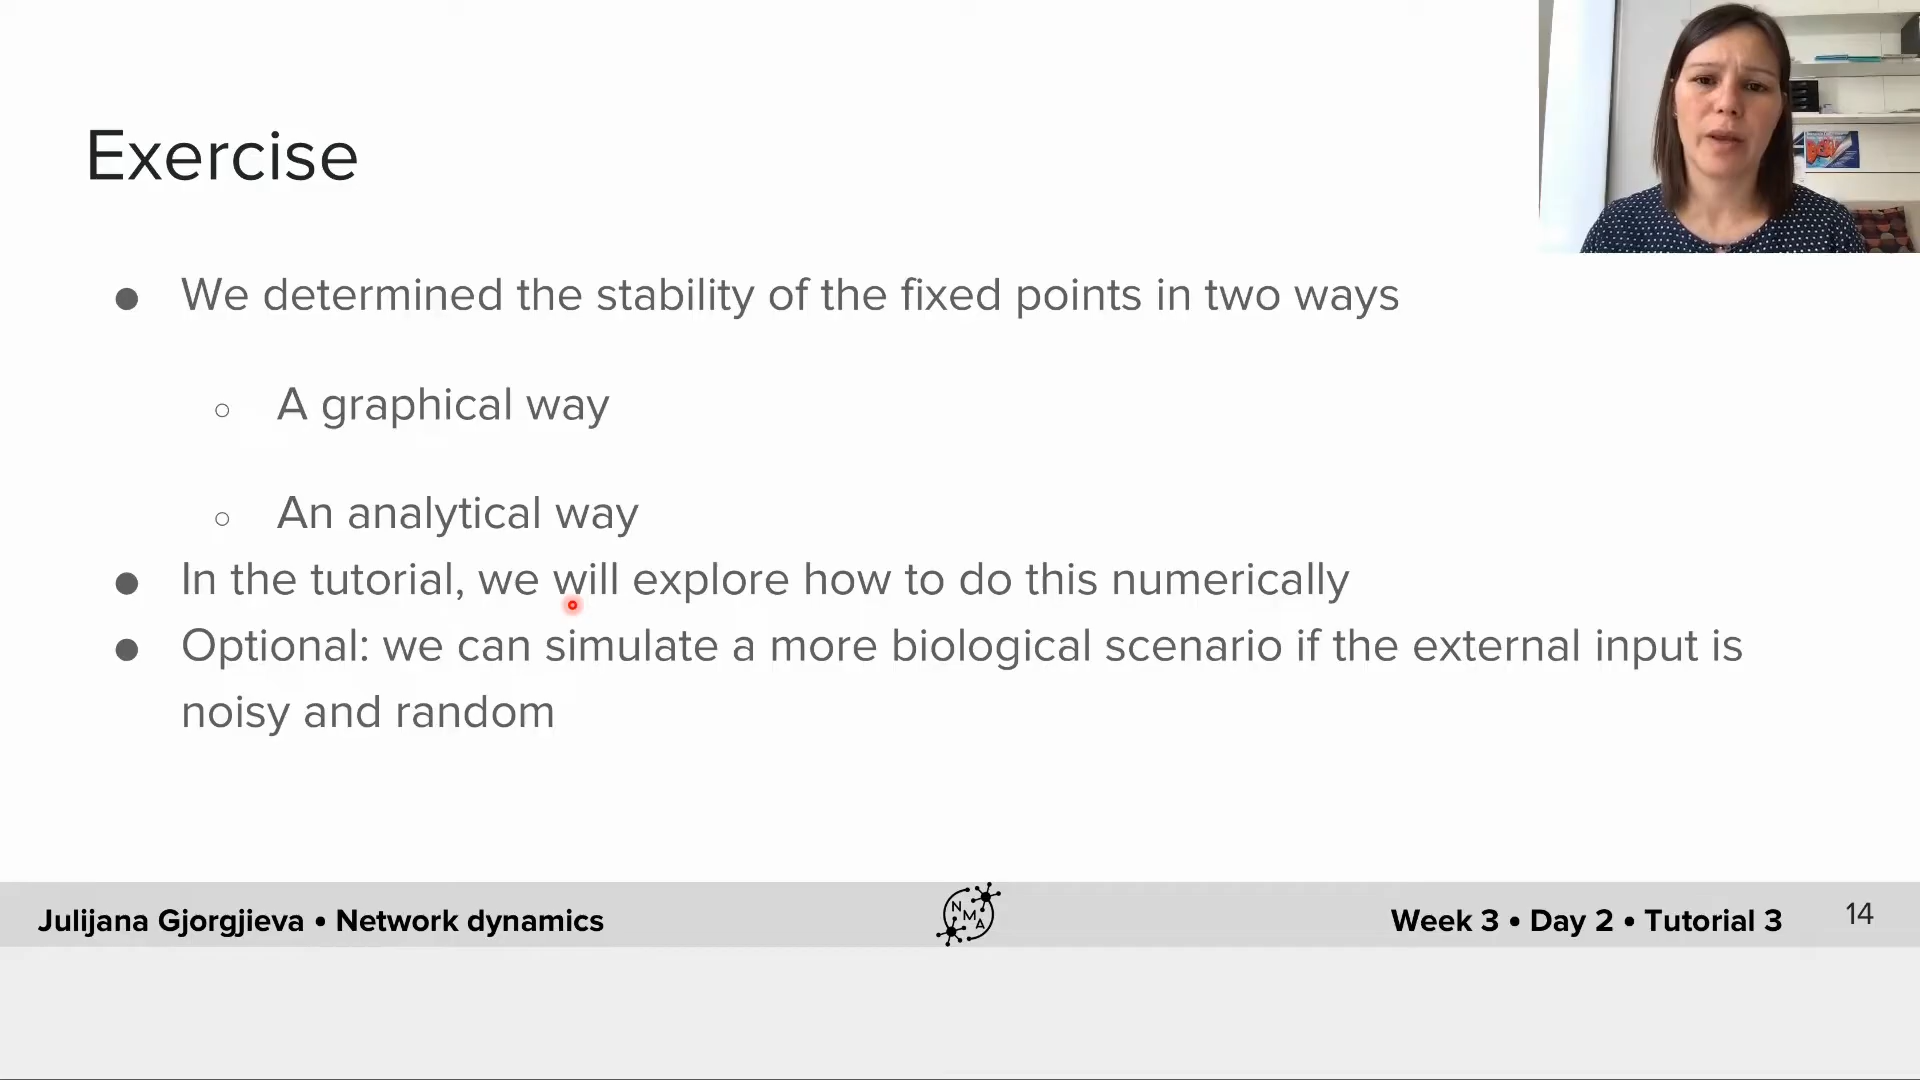 Exercise
● We determined the stability of the fixed points in two ways
○ A graphical way
○ An analytical way
● In the tutorial, we will explore how to do this numerically
● Optional: we can simulate a more biological scenario if the external input is
noisy and random
Julijana Gjorgjieva • Network dynamics
NMA
Week 3 • Day 2 • Tutorial 3
14